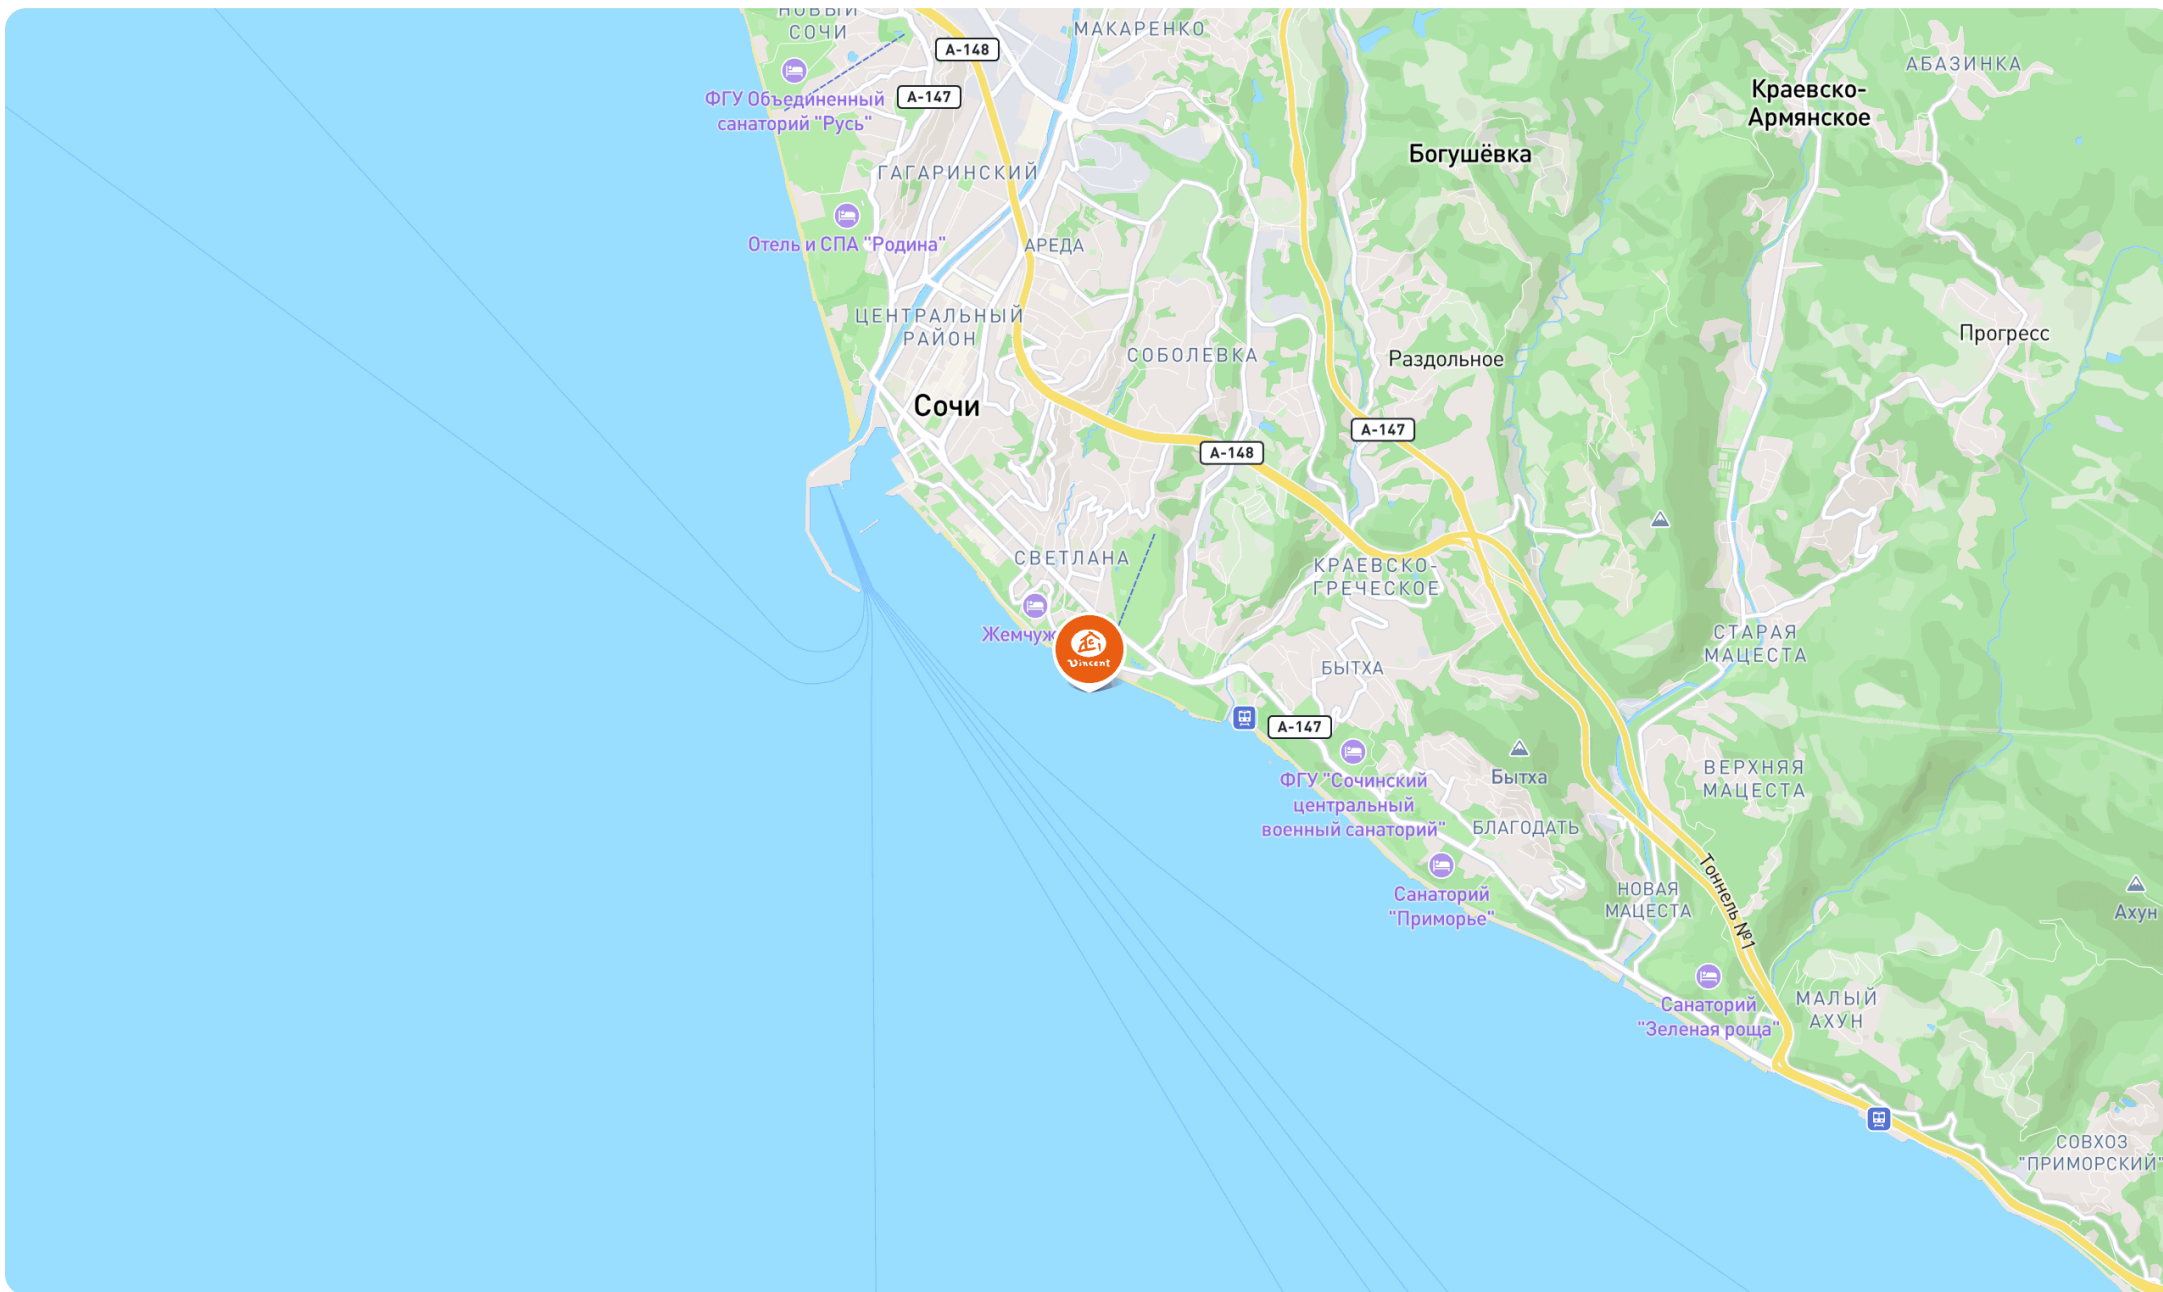 НОВЫЙ
СОЧИ
МАКАРЕНКО
А-148
АБАЗИНКА
ФГУ Объединенный
санаторий "Русь"
А-147
Краевско-
Армянское
Богушёвка
ГАГАРИНСКИЙ
Отель и СПА "Родина"
АРЕДА
ЦЕНТРАЛЬНЫЙ
РАЙОН
СОБОЛЕВКА
Раздольное
Прогресс
Сочи
А-147
А-148
СВЕТЛАНА
КРАЕВСКО-
ГРЕЧЕСКОЕ
Жемчуж
Vincent
СТАРАЯ
МАЦЕСТА
БЫТХА
А-147
ФГУ "Сочинский
центральный
военный санаторий"
Бытха
ВЕРХНЯЯ
МАЦЕСТА
БЛАГОДАТЬ
Санаторий
"Приморье"
НОВАЯ
МАЦЕСТА
Тоннель №1
Ахун
Санаторий
"Зеленая роща"
МАЛЫЙ
АХУН
СОВХОЗ
"ПРИМОРСКИЙ"